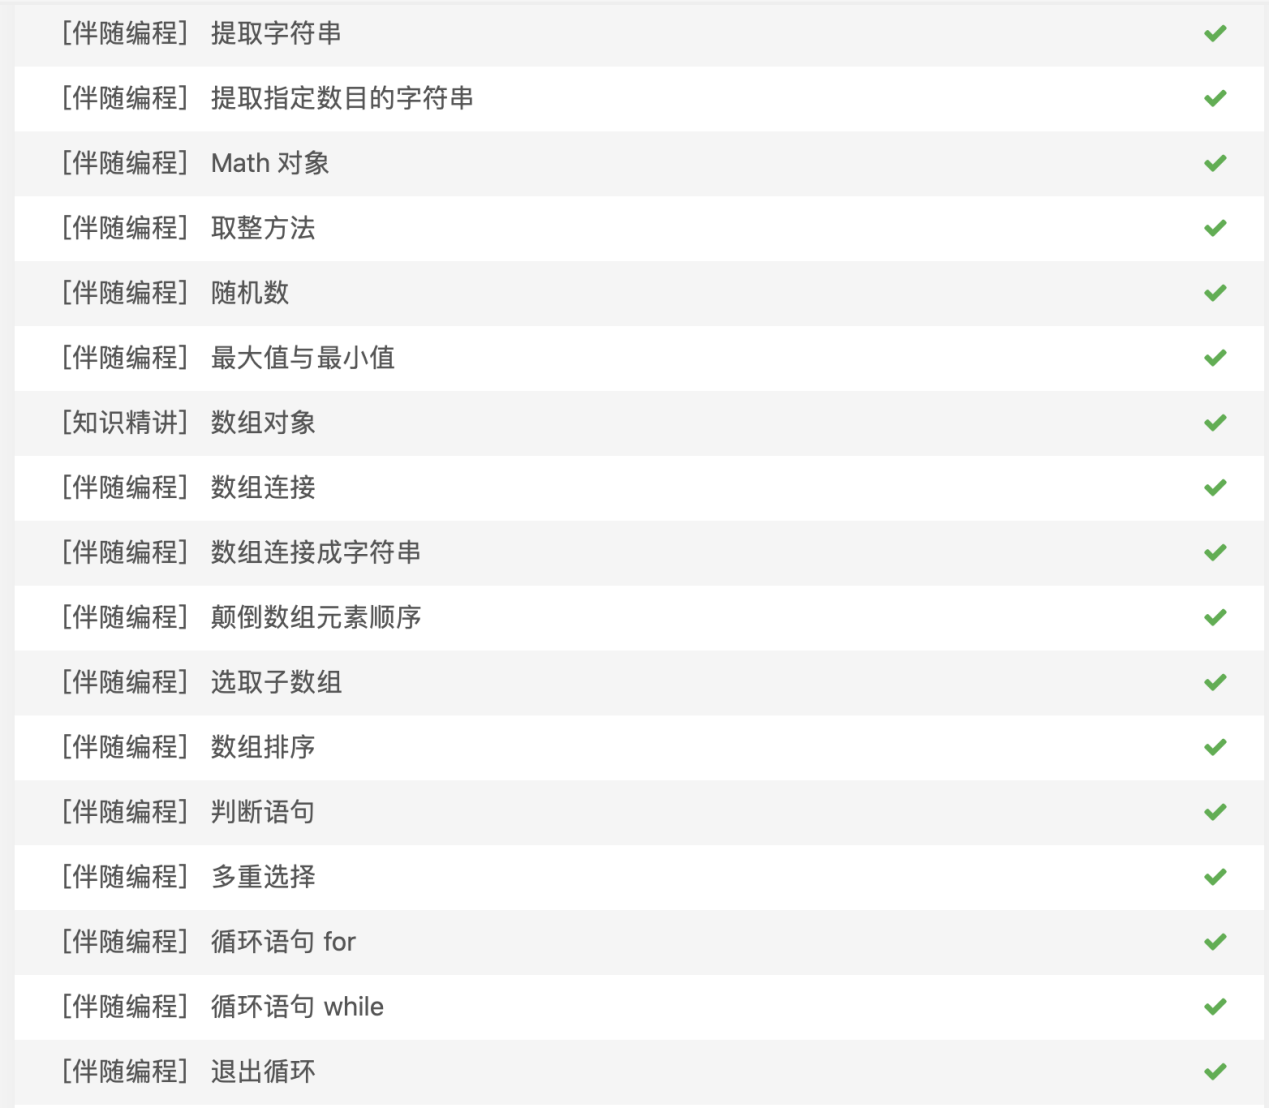 [伴随编程] 提取字符串
[伴随编程] 提取指定数目的字符串
[伴随编程] Math 对象
[伴随编程] 取整方法
[伴随编程] 随机数
[伴随编程] 最大值与最小值
[知识精讲] 数组对象
[伴随编程] 数组连接
[伴随编程] 数组连接成字符串
[伴随编程] 颠倒数组元素顺序
[伴随编程] 选取子数组
[伴随编程] 数组排序
[伴随编程] 判断语句
[伴随编程] 多重选择
[伴随编程] 循环语句 for
[伴随编程] 循环语句 while
[伴随编程] 退出循环